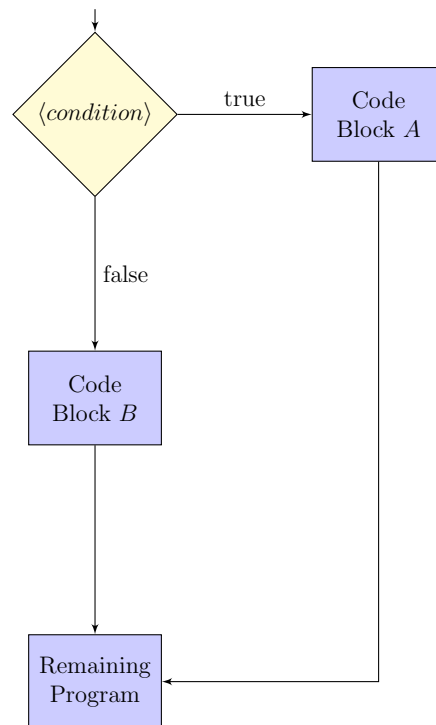 ⟨condition⟩
true
Code
Block A
false
Code
Block B
Remaining
Program